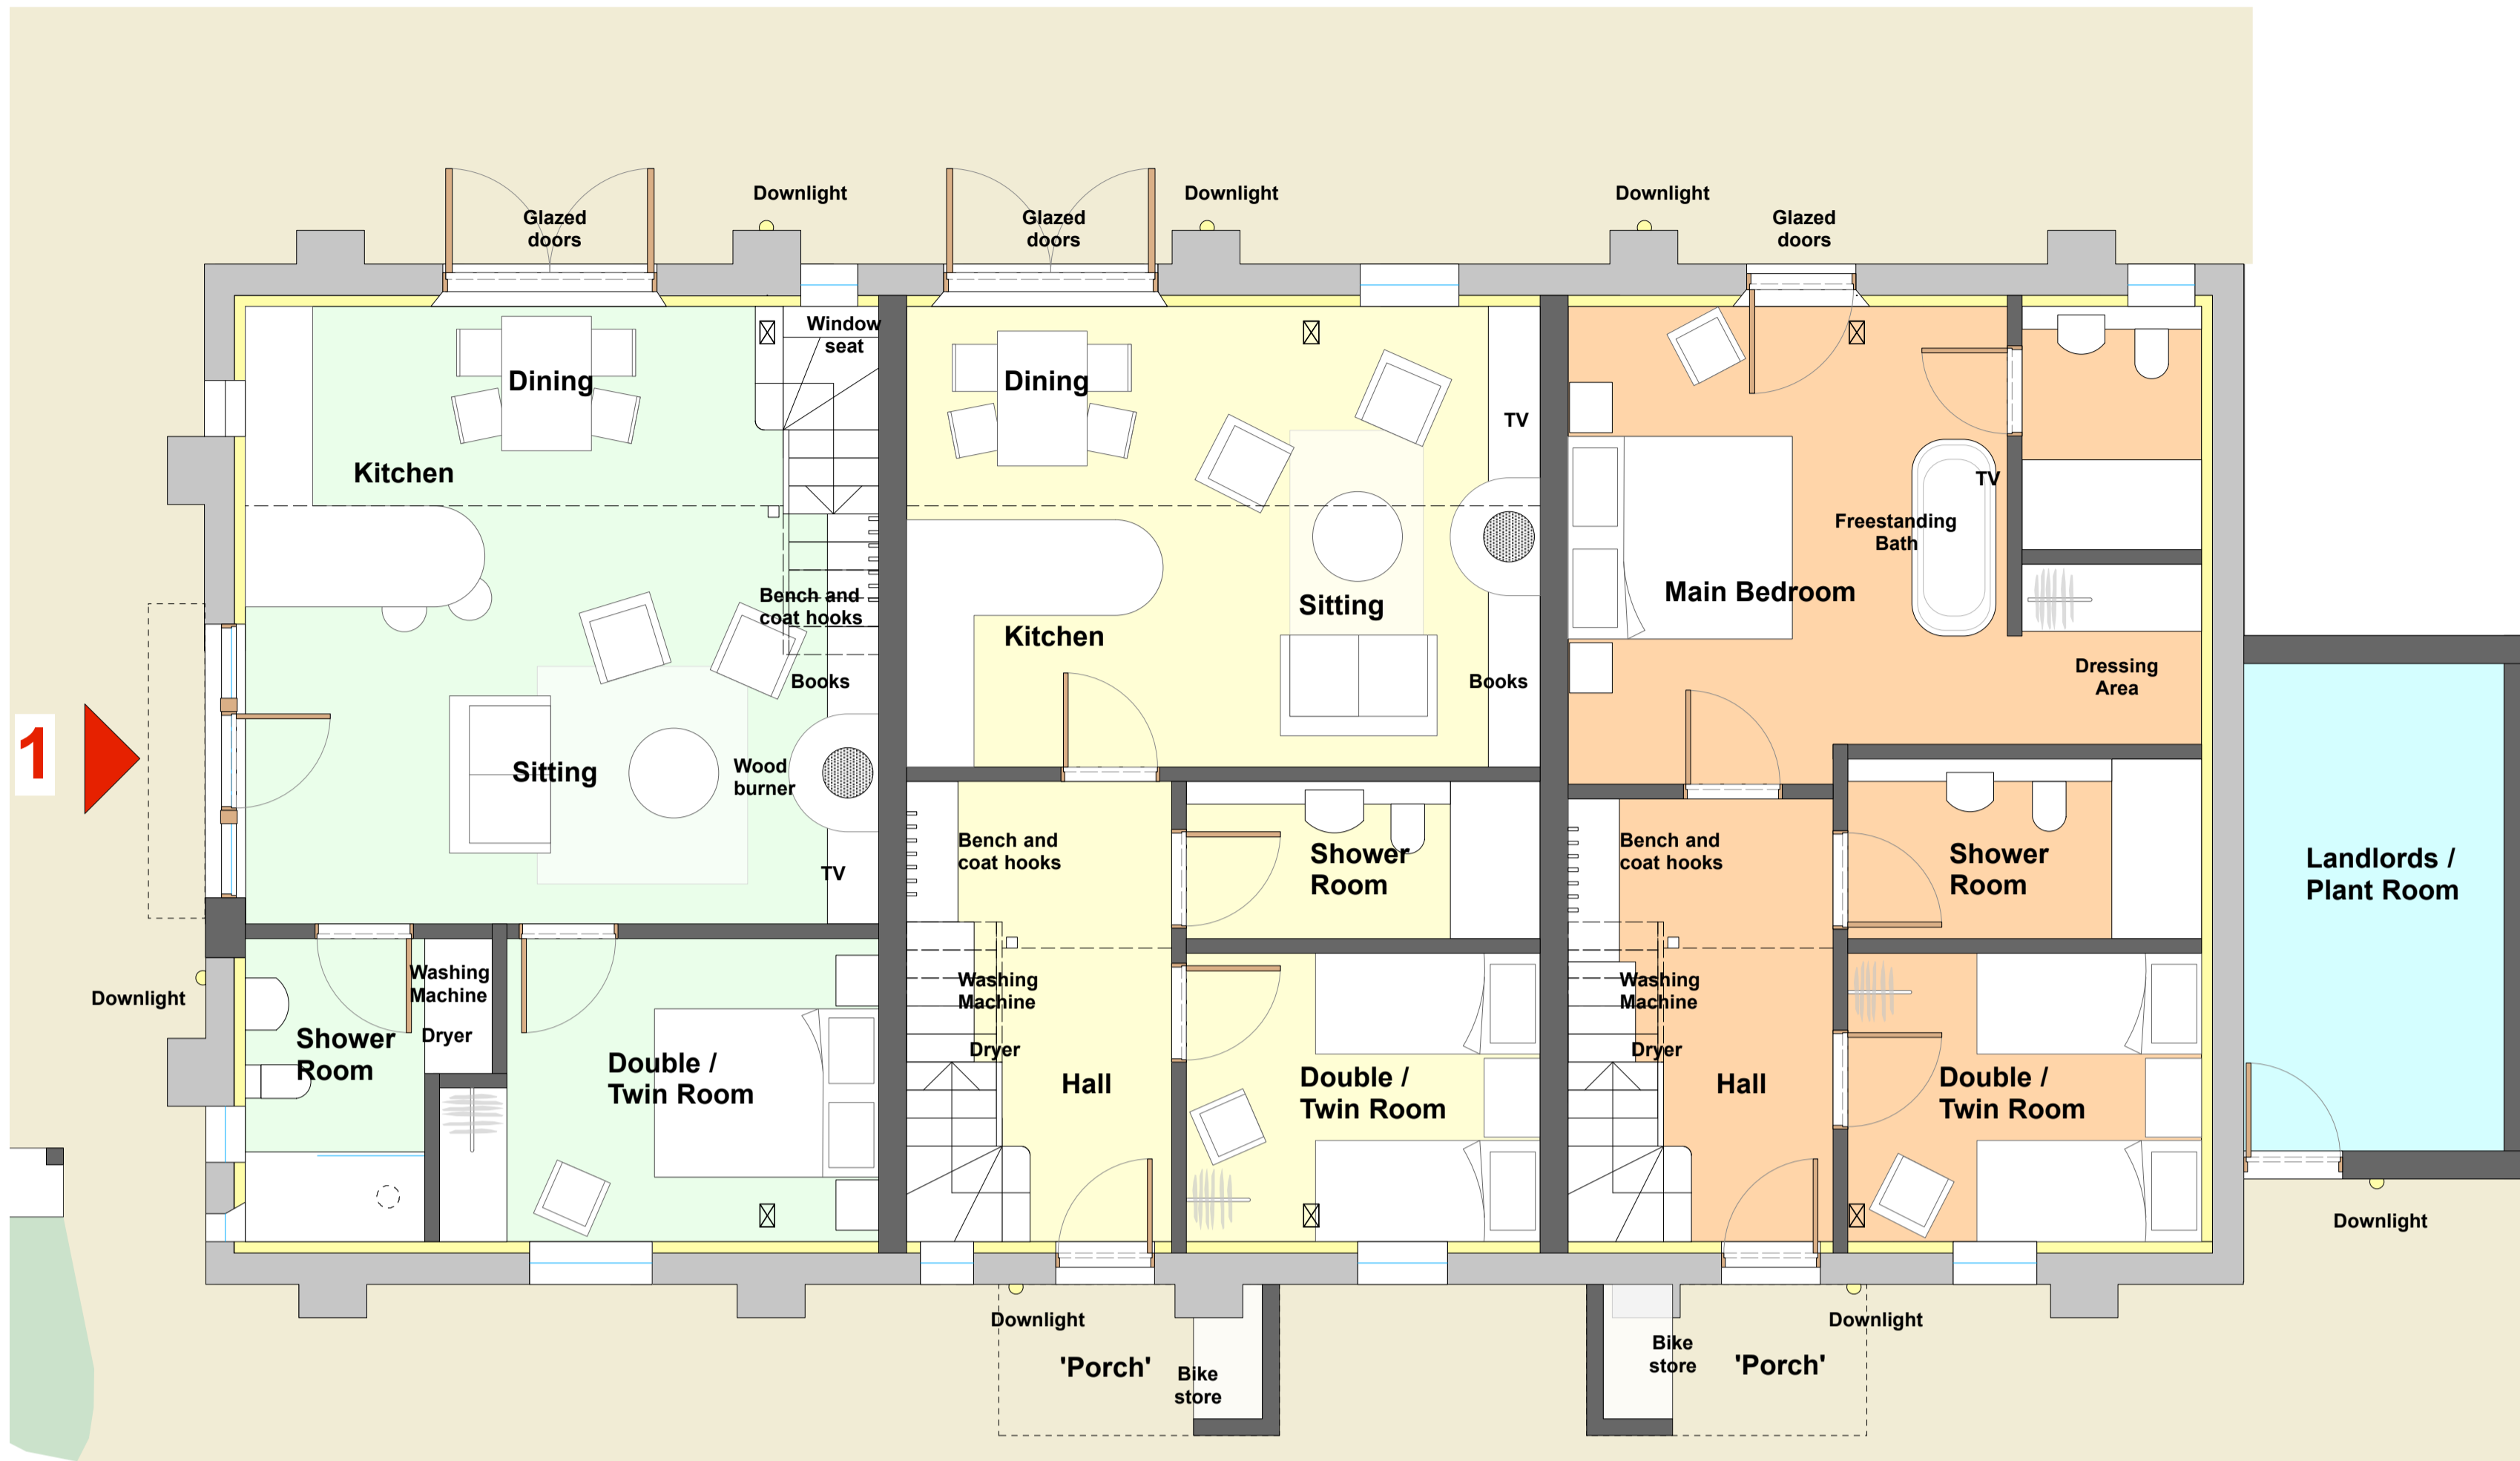 Downlight
Downlight
Downlight
Glazed
doors
Glazed
doors
Glazed
doors
Window
seat
Dining
Dining
TV
Kitchen
TV
Freestanding
Bath
Bench and
coat hooks
Main Bedroom
Sitting
Kitchen
Books
Books
Dressing
Area
1
Sitting
Wood
burner
TV
Bench and
coat hooks
Shower
Room
Bench and
coat hooks
Shower
Room
Landlords /
Plant Room
Downlight
Washing
Machine
Dryer
Shower
Room
Double /
Twin Room
Washing
Machine
Dryer
Hall
Double /
Twin Room
Washing
Machine
Dryer
Hall
Double /
Twin Room
Downlight
Downlight
Downlight
'Porch'
Bike
store
Bike
store
'Porch'